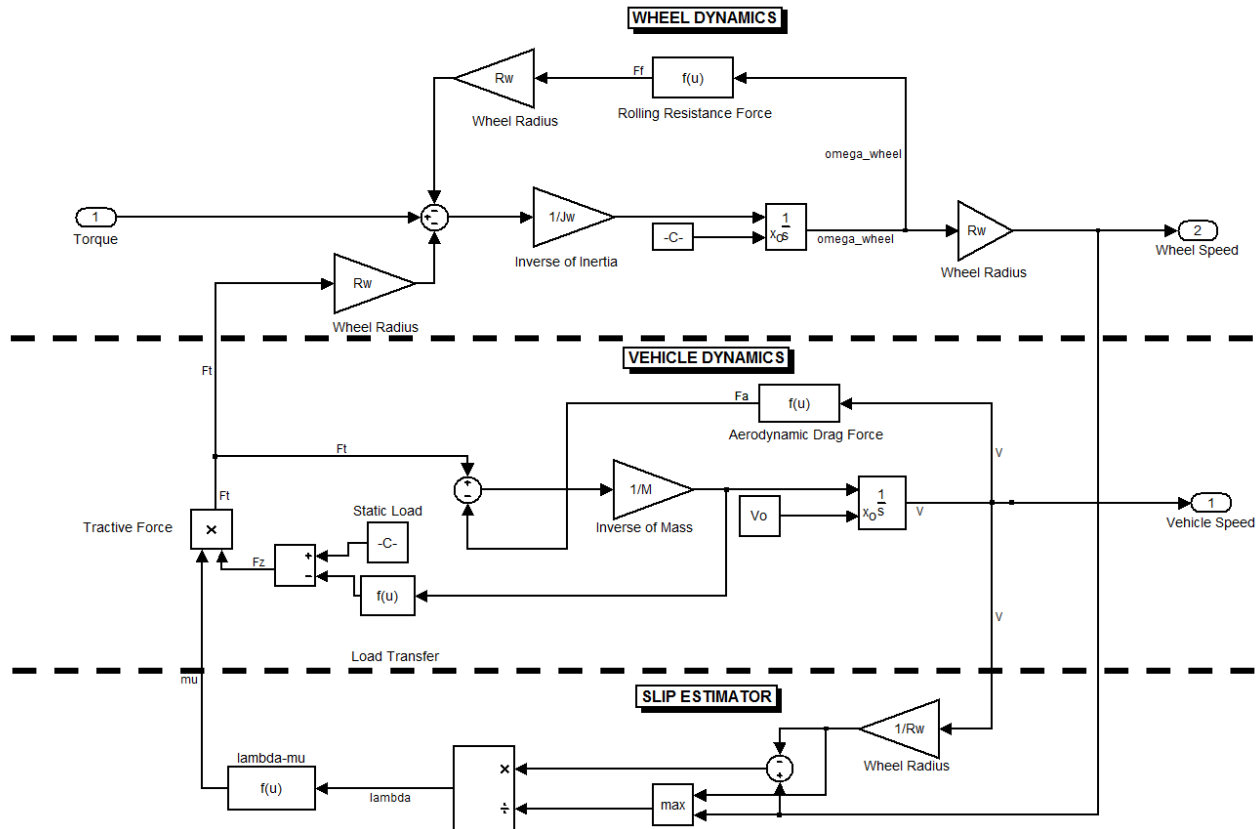 WHEEL DYNAMICS
Rw
Ff
f(u)
Wheel Radius
Rolling Resistance Force
omega_wheel
1
Torque
+
-
-
1/Jw
Inverse of Inertia
-C-
xo
1
s
omega_wheel
Rw
Wheel Radius
2
Wheel Speed
Rw
Wheel Radius
VEHICLE DYNAMICS
Ft
Fa
f(u)
Aerodynamic Drag Force
Ft
V
+
-
1/M
Inverse of Mass
Vo
xo
1
s
V
1
Vehicle Speed
Ft
Static Load
-C-
Tractive Force
×
Fz
+
-
f(u)
V
Load Transfer
mu
SLIP ESTIMATOR
1/Rw
Wheel Radius
-
+
lambda-mu
f(u)
lambda
×
÷
max